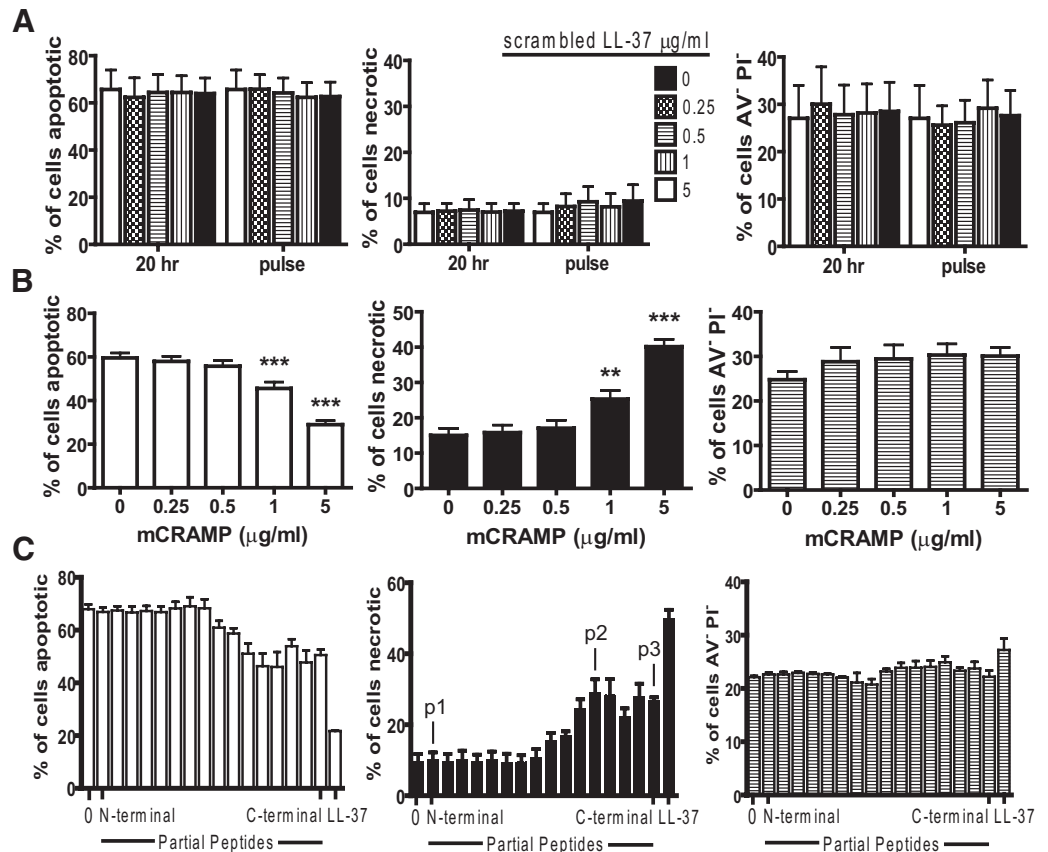 A
% of cells apoptotic
80
60
40
20
0
20 hr
pulse
% of cells necrotic
40
30
20
10
0
20 hr
pulse
scrambled LL-37 μg/ml
0
0.25
0.5
1
5
% of cells AV⁻ PI⁻
40
30
20
10
0
20 hr
pulse
B
% of cells apoptotic
80
60
40
20
0
***
***
0 0.25 0.5 1 5
mCRAMP (μg/ml)
% of cells necrotic
50
40
30
20
10
0
**
***
0 0.25 0.5 1 5
mCRAMP (μg/ml)
% of cells AV⁻ PI⁻
40
30
20
10
0
0 0.25 0.5 1 5
mCRAMP (μg/ml)
C
% of cells apoptotic
80
60
40
20
0
0 N-terminal C-terminal LL-37
Partial Peptides
% of cells necrotic
60
40
20
0
p1
p2
p3
0 N-terminal C-terminal LL-37
Partial Peptides
% of cells AV⁻ PI⁻
40
30
20
10
0
0 N-terminal C-terminal LL-37
Partial Peptides